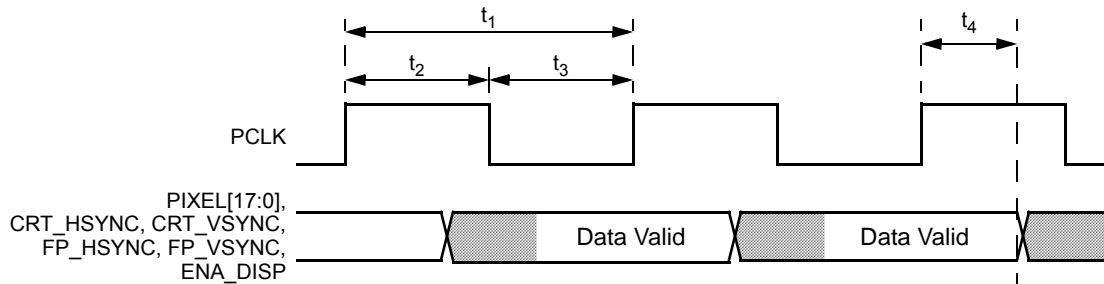 t1
t4
t2
t3
PCLK
PIXEL[17:0],
CRT_HSYNC, CRT_VSYNC,
FP_HSYNC, FP_VSYNC,
ENA_DISP
Data Valid
Data Valid